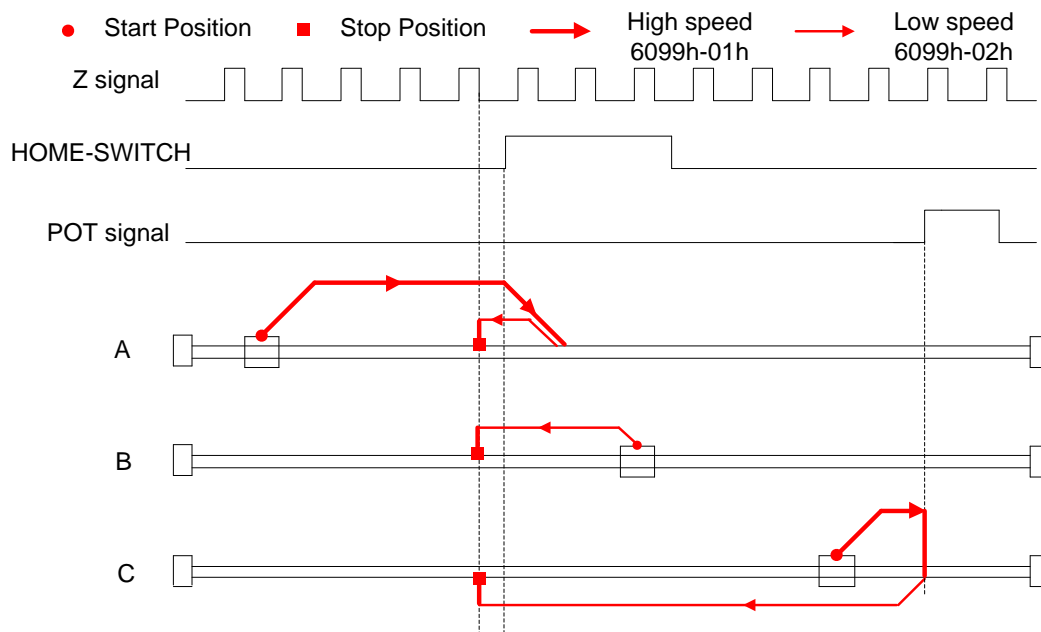 Start Position Stop Position High speed Low speed
6099h-01h 6099h-02h
Z signal
HOME-SWITCH
POT signal
A
B
C